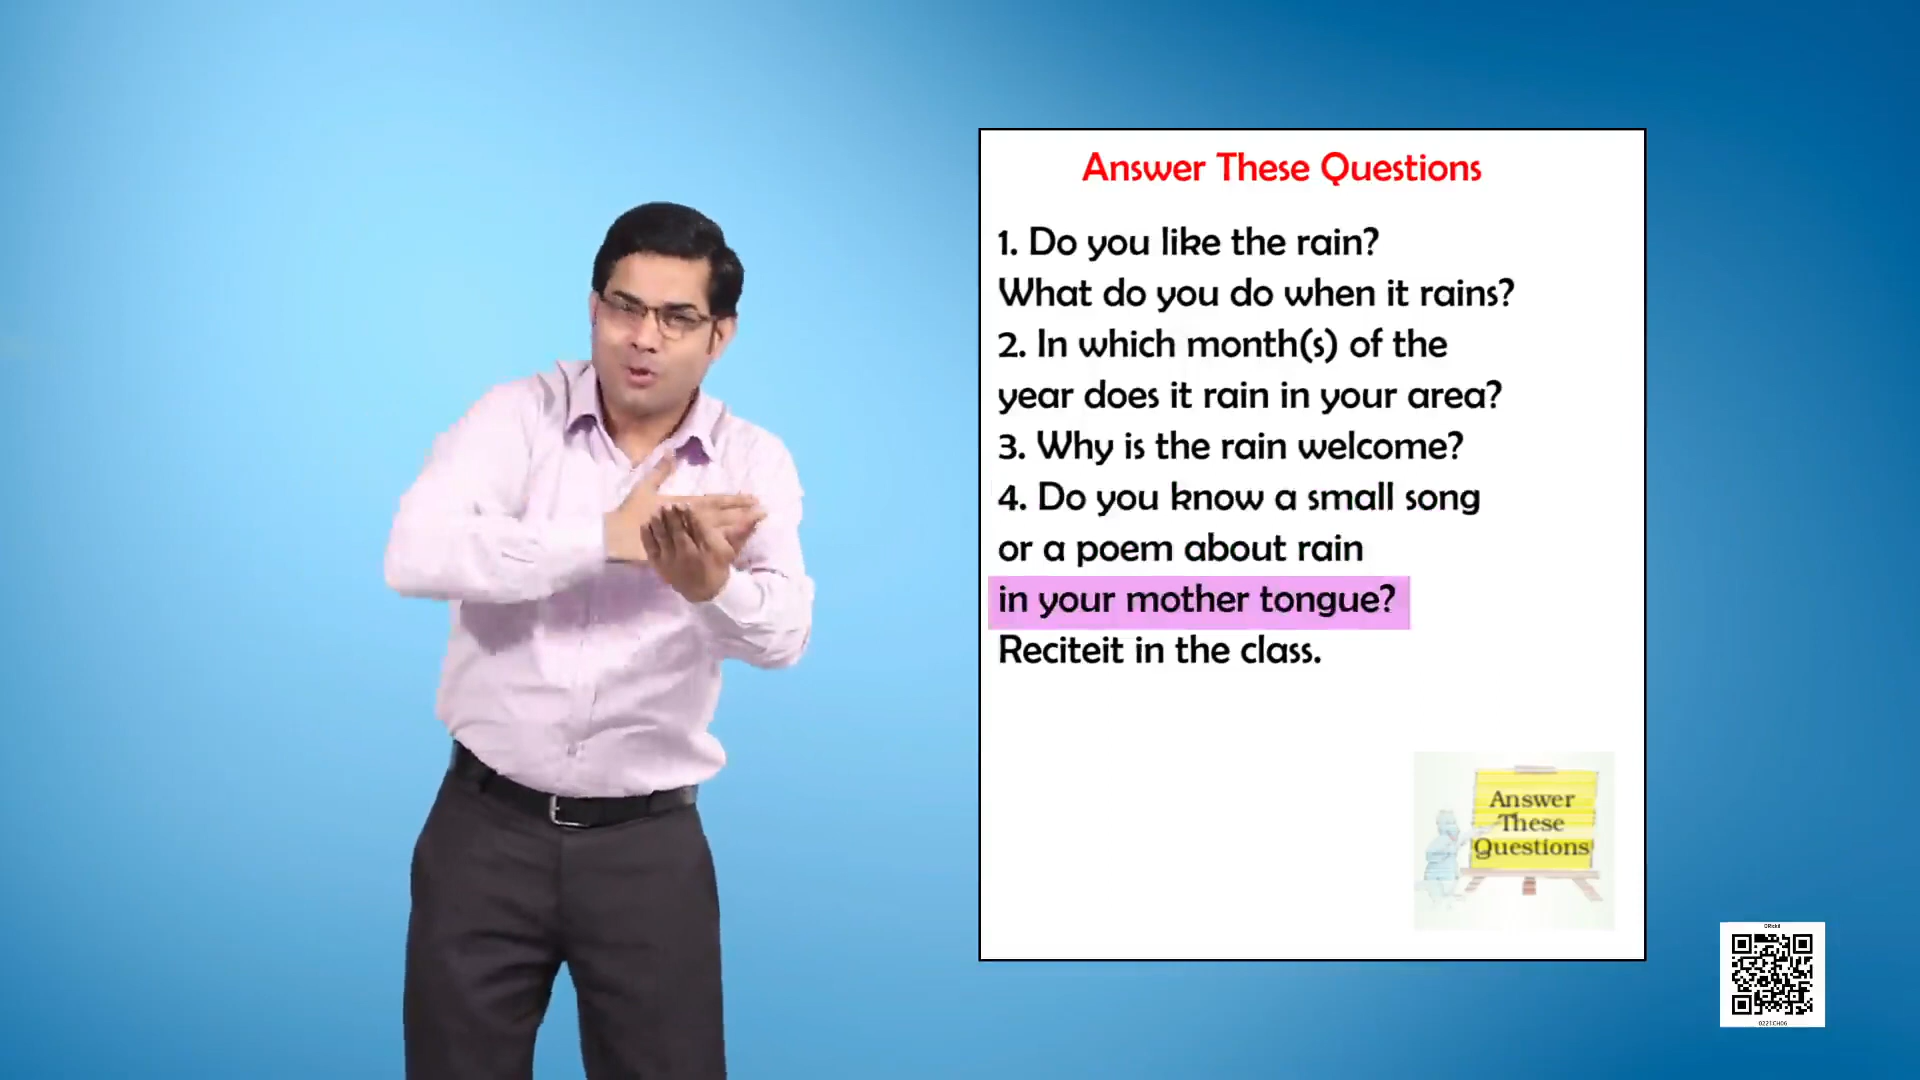 Answer These Questions
1. Do you like the rain?
What do you do when it rains?
2. In which month(s) of the
year does it rain in your area?
3. Why is the rain welcome?
4. Do you know a small song
or a poem about rain
in your mother tongue?
Reciteit in the class.
Answer
These
Questions
0221CH06